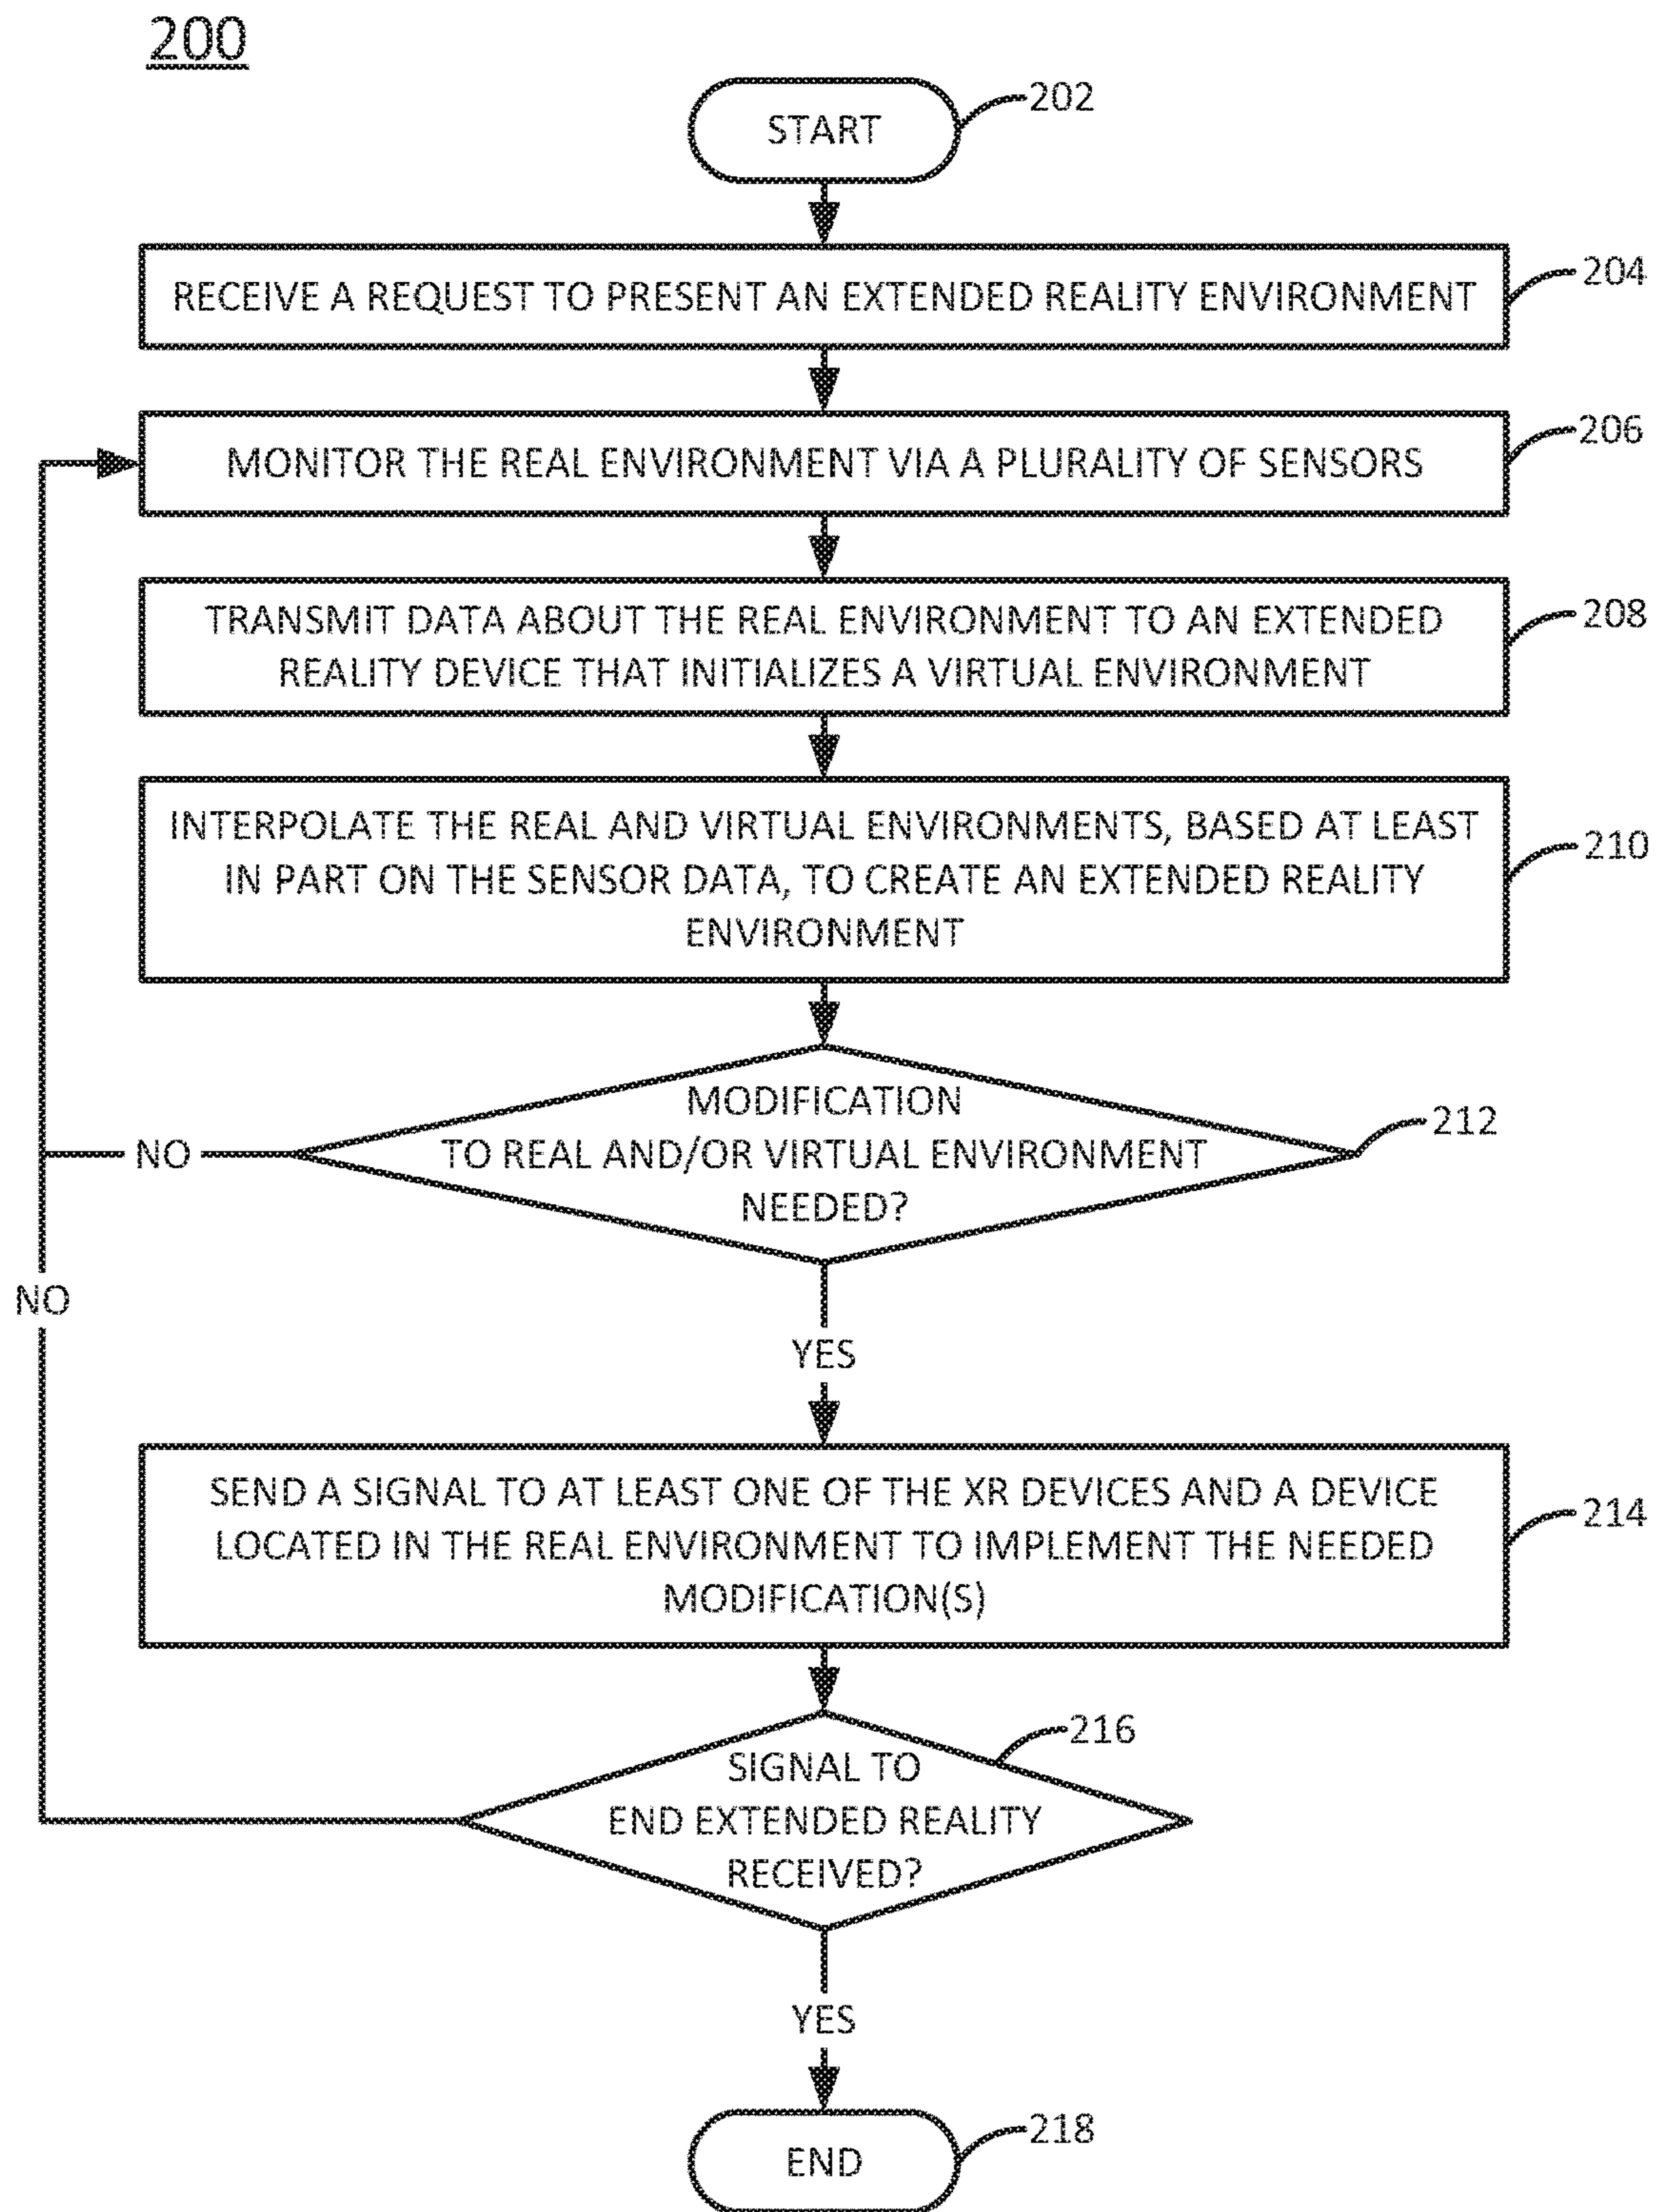 200
START
202
RECEIVE A REQUEST TO PRESENT AN EXTENDED REALITY ENVIRONMENT
204
MONITOR THE REAL ENVIRONMENT VIA A PLURALITY OF SENSORS
206
TRANSMIT DATA ABOUT THE REAL ENVIRONMENT TO AN EXTENDED
REALITY DEVICE THAT INITIALIZES A VIRTUAL ENVIRONMENT
208
INTERPOLATE THE REAL AND VIRTUAL ENVIRONMENTS, BASED AT LEAST
IN PART ON THE SENSOR DATA, TO CREATE AN EXTENDED REALITY
ENVIRONMENT
210
MODIFICATION
TO REAL AND/OR VIRTUAL ENVIRONMENT
NEEDED?
212
NO
NO
YES
SEND A SIGNAL TO AT LEAST ONE OF THE XR DEVICES AND A DEVICE
LOCATED IN THE REAL ENVIRONMENT TO IMPLEMENT THE NEEDED
MODIFICATION(S)
214
SIGNAL TO
END EXTENDED REALITY
RECEIVED?
216
YES
END
218